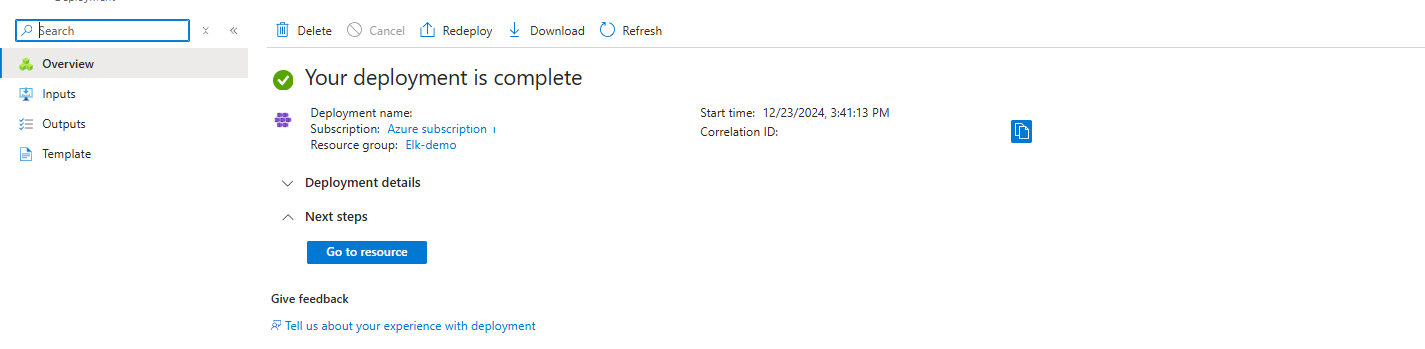 Deployment
Search
Overview
Inputs
Outputs
Template
Delete
Cancel
Redeploy
Download
Refresh
Your deployment is complete
Deployment name:
Subscription: Azure subscription
Resource group: Elk-demo
Start time: 12/23/2024, 3:41:13 PM
Correlation ID:
Deployment details
Next steps
Go to resource
Give feedback
Tell us about your experience with deployment